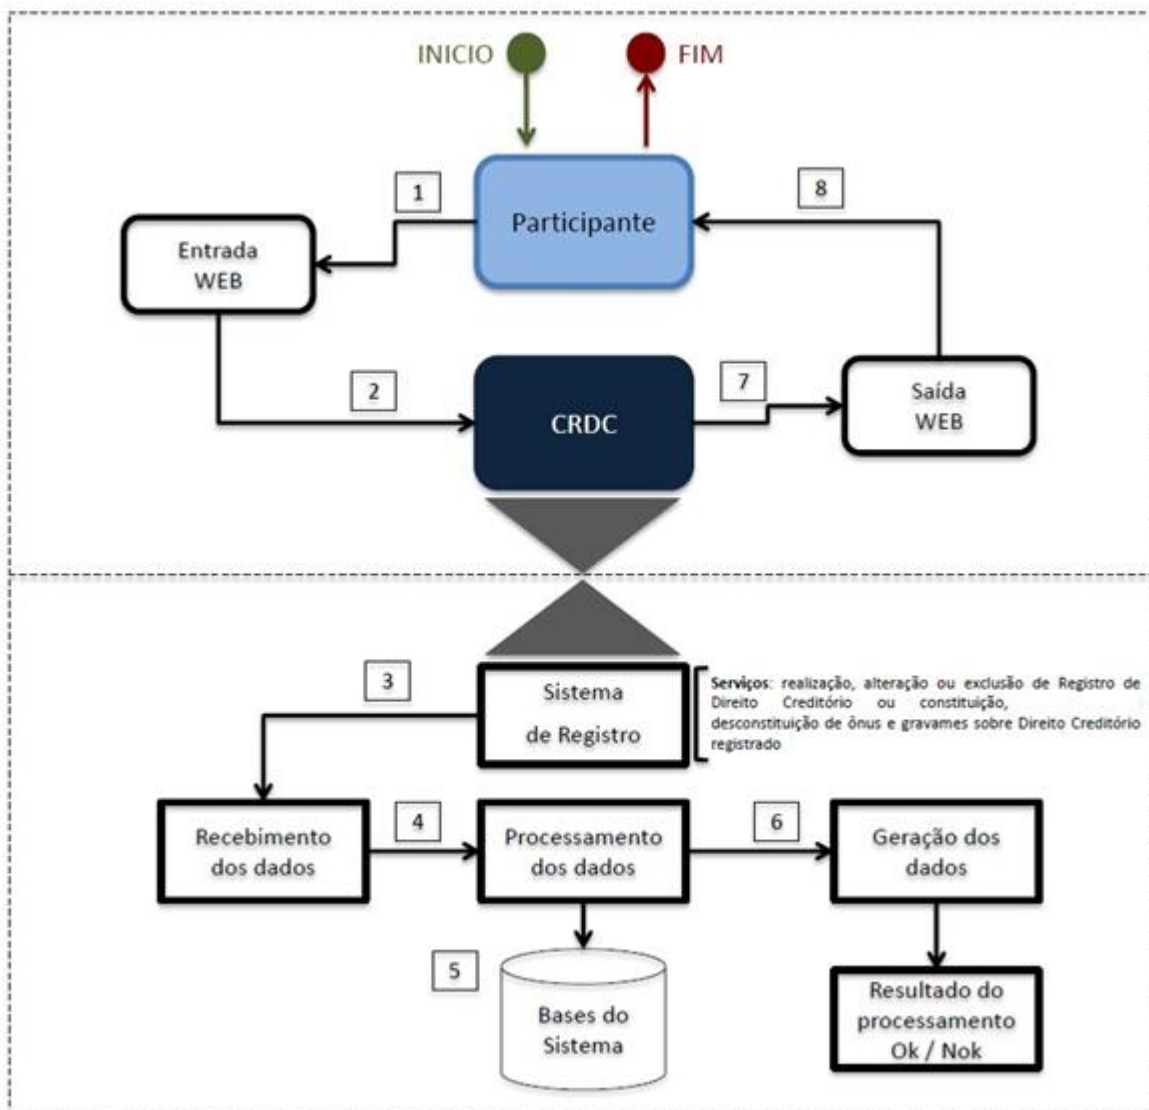 INICIO
FIM
1
8
Participante
Entrada
WEB
2
7
CRDC
Saída
WEB
3
Sistema
de Registro
Serviços: realização, alteração ou exclusão de Registro de
Direito Creditório ou constituição,
desconstituição de ônus e gravames sobre Direito Creditório
registrado
Recebimento
dos dados
4
Processamento
dos dados
6
Geração dos
dados
5
Bases do
Sistema
Resultado do
processamento
Ok / Nok